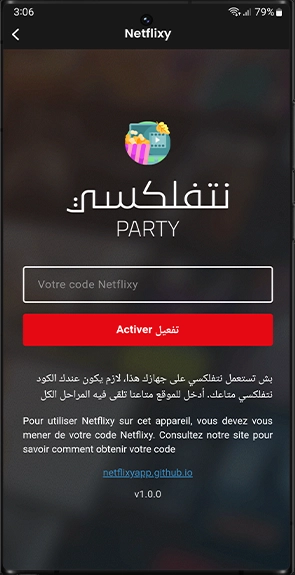 3:06
79%
Netflixy
نتفلكسي
PARTY
Votre code Netflixy
Activer تفعيل
بش تستعمل نتفلكسي على جهازك هذا، لازم يكون عندك الكود
نتفلكسي متاعك. أدخل للموقع متاعنا تلقى فيه المراحل الكل
Pour utiliser Netflixy sur cet appareil, vous devez vous
mener de votre code Netflixy. Consultez notre site pour
savoir comment obtenir votre code
netflixyapp.github.io
v1.0.0